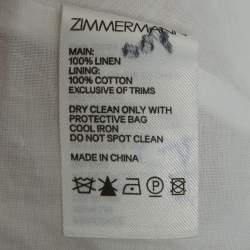 ZIMMERMANN
MAIN:
100% LINEN
LINING:
100% COTTON
EXCLUSIVE OF TRIMS
DRY CLEAN ONLY WITH
PROTECTIVE BAG
COOL IRON
DO NOT SPOT CLEAN
MADE IN CHINA
P